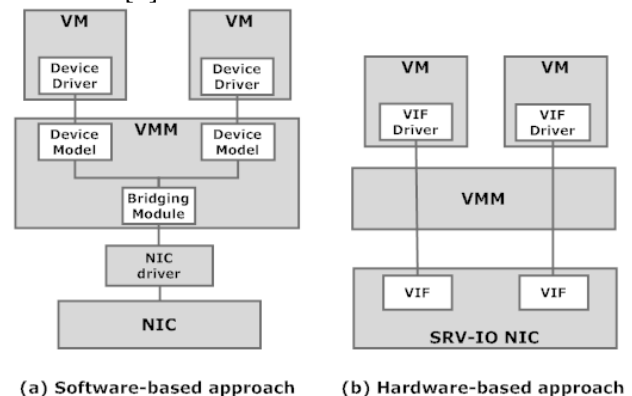 VM
VM
Device
Driver
Device
Driver
VMM
Device
Model
Device
Model
Bridging
Module
NIC
driver
NIC
(a) Software-based approach
VM
VM
VIF
Driver
VIF
Driver
VMM
VIF
VIF
SRV-IO NIC
(b) Hardware-based approach